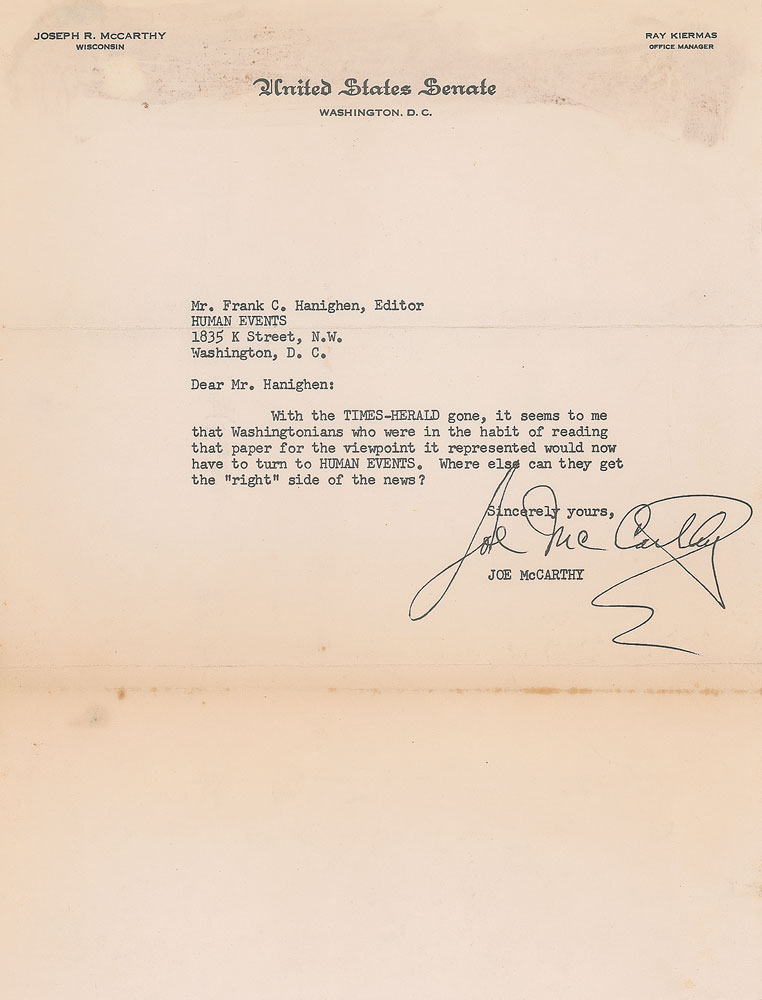 JOSEPH R. McCARTHY
WISCONSIN
RAY KIERMAS
OFFICE MANAGER
United States Senate
WASHINGTON, D. C.
Mr. Frank C. Hanighen, Editor
HUMAN EVENTS
1835 K Street, N.W.
Washington, D. C.
Dear Mr. Hanighen:
With the TIMES-HERALD gone, it seems to me
that Washingtonians who were in the habit of reading
that paper for the viewpoint it represented would now
have to turn to HUMAN EVENTS. Where else can they get
the "right" side of the news?
Sincerely yours,
Joe McCarthy
JOE McCARTHY